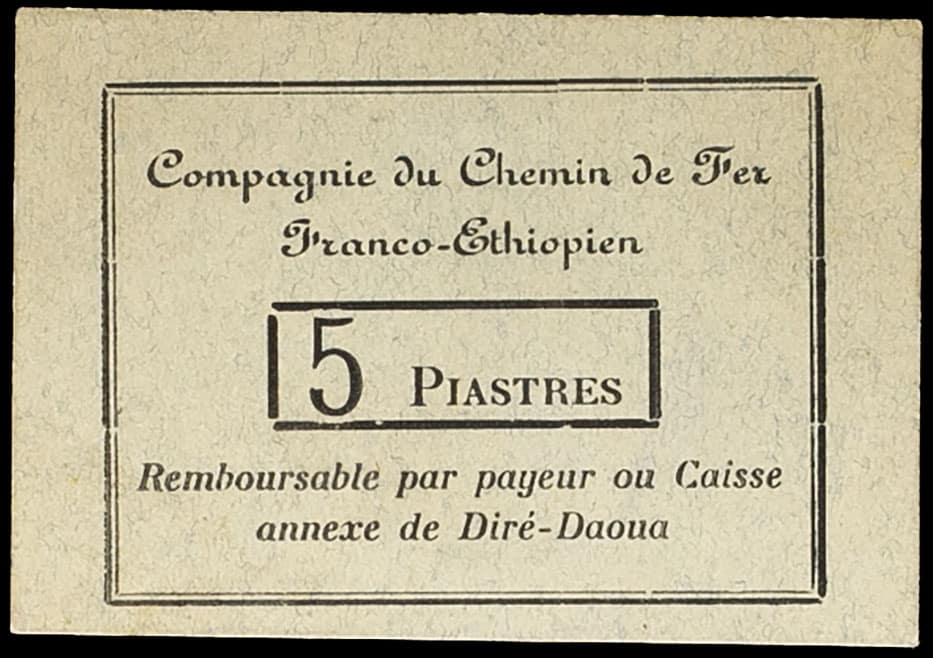 Compagnie du Chemin de Fer
Franco-Ethiopien
5 PIASTRES
Remboursable par payeur ou Caisse
annexe de Diré-Daoua